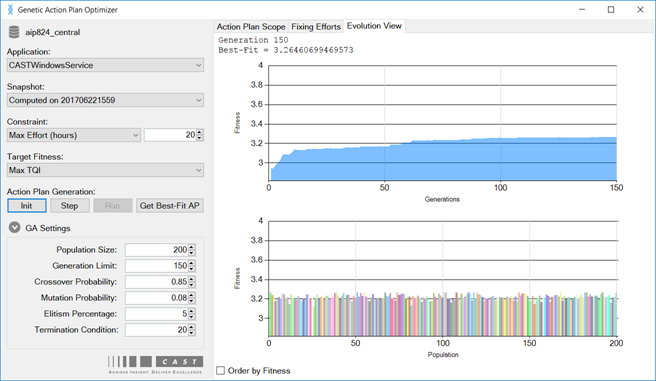 Genetic Action Plan Optimizer
aip824_central
Application:
CASTWindowsService
Snapshot:
Computed on 201706221559
Constraint:
Max Effort (hours)
20
Target Fitness:
Max TQI
Action Plan Generation:
Init
Step
Run
Get Best-Fit AP
GA Settings
Population Size:
200
Generation Limit:
150
Crossover Probability:
0.85
Mutation Probability:
0.08
Elitism Percentage:
5
Termination Condition:
20
CAST
Achieve Insight. Deliver Excellence.
Action Plan Scope
Fixing Efforts
Evolution View
Generation 150
Best-Fit = 3.26460699469573
4
3.8
3.6
3.4
3.2
3
Fitness
0
50
100
150
Generations
4
3.8
3.6
3.4
3.2
3
Fitness
0
50
100
150
200
Population
Order by Fitness